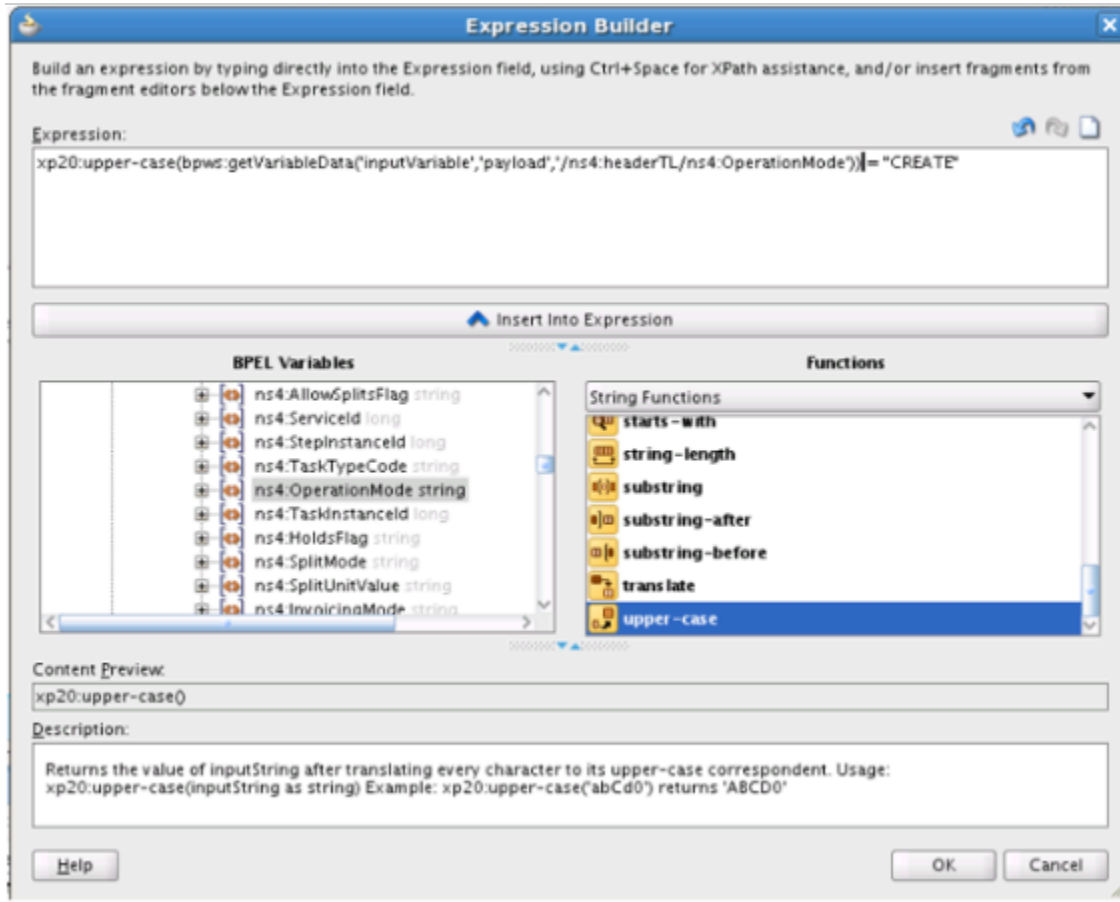 Expression Builder
Build an expression by typing directly into the Expression field, using Ctrl+Space for XPath assistance, and/or insert fragments from
the fragment editors below the Expression field.
Expression:
xp20:upper-case(bpws:getVariableData('inputVariable','payload','/ns4:headerTL/ns4:OperationMode')) = "CREATE"
Insert Into Expression
BPEL Variables
ns4:AllowSplitsFlag string
ns4:ServiceId long
ns4:StepInstanceId long
ns4:TaskTypeCode string
ns4:OperationMode string
ns4:TaskInstanceId long
ns4:HoldsFlag string
ns4:SplitMode string
ns4:SplitUnitValue string
ns4:InvoicingMode string
Functions
String Functions
starts-with
string-length
substring
substring-after
substring-before
translate
upper-case
Content Preview:
xp20:upper-case()
Description:
Returns the value of inputString after translating every character to its upper-case correspondent. Usage:
xp20:upper-case(inputString as string) Example: xp20:upper-case('abCd0') returns 'ABCD0'
Help
OK
Cancel